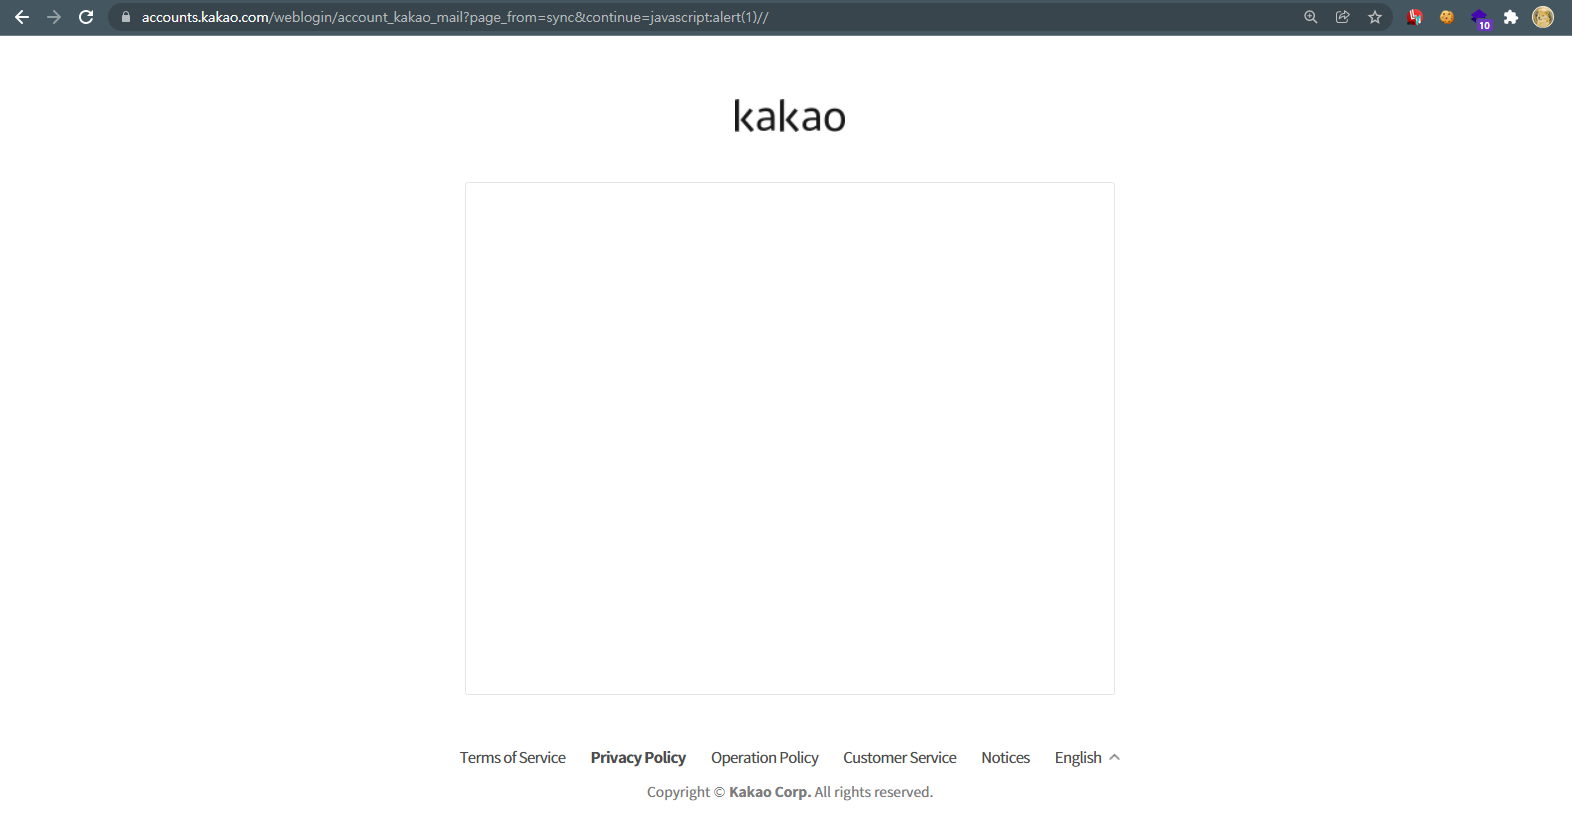 accounts.kakao.com/weblogin/account_kakao_mail?page_from=sync&continue=javascript:alert(1)//
10
kakao
Terms of Service Privacy Policy Operation Policy Customer Service Notices English
Copyright © Kakao Corp. All rights reserved.